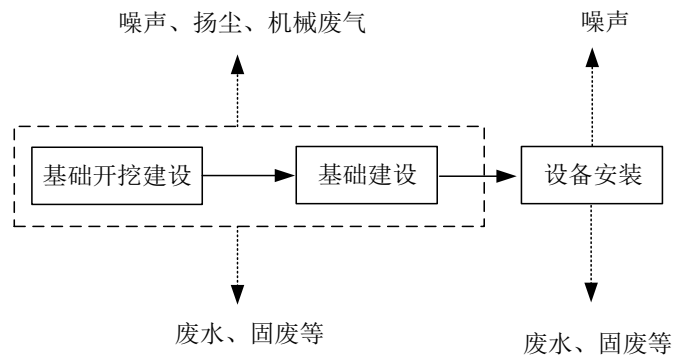 噪声、扬尘、机械废气
噪声
基础开挖建设
基础建设
设备安装
废水、固废等
废水、固废等